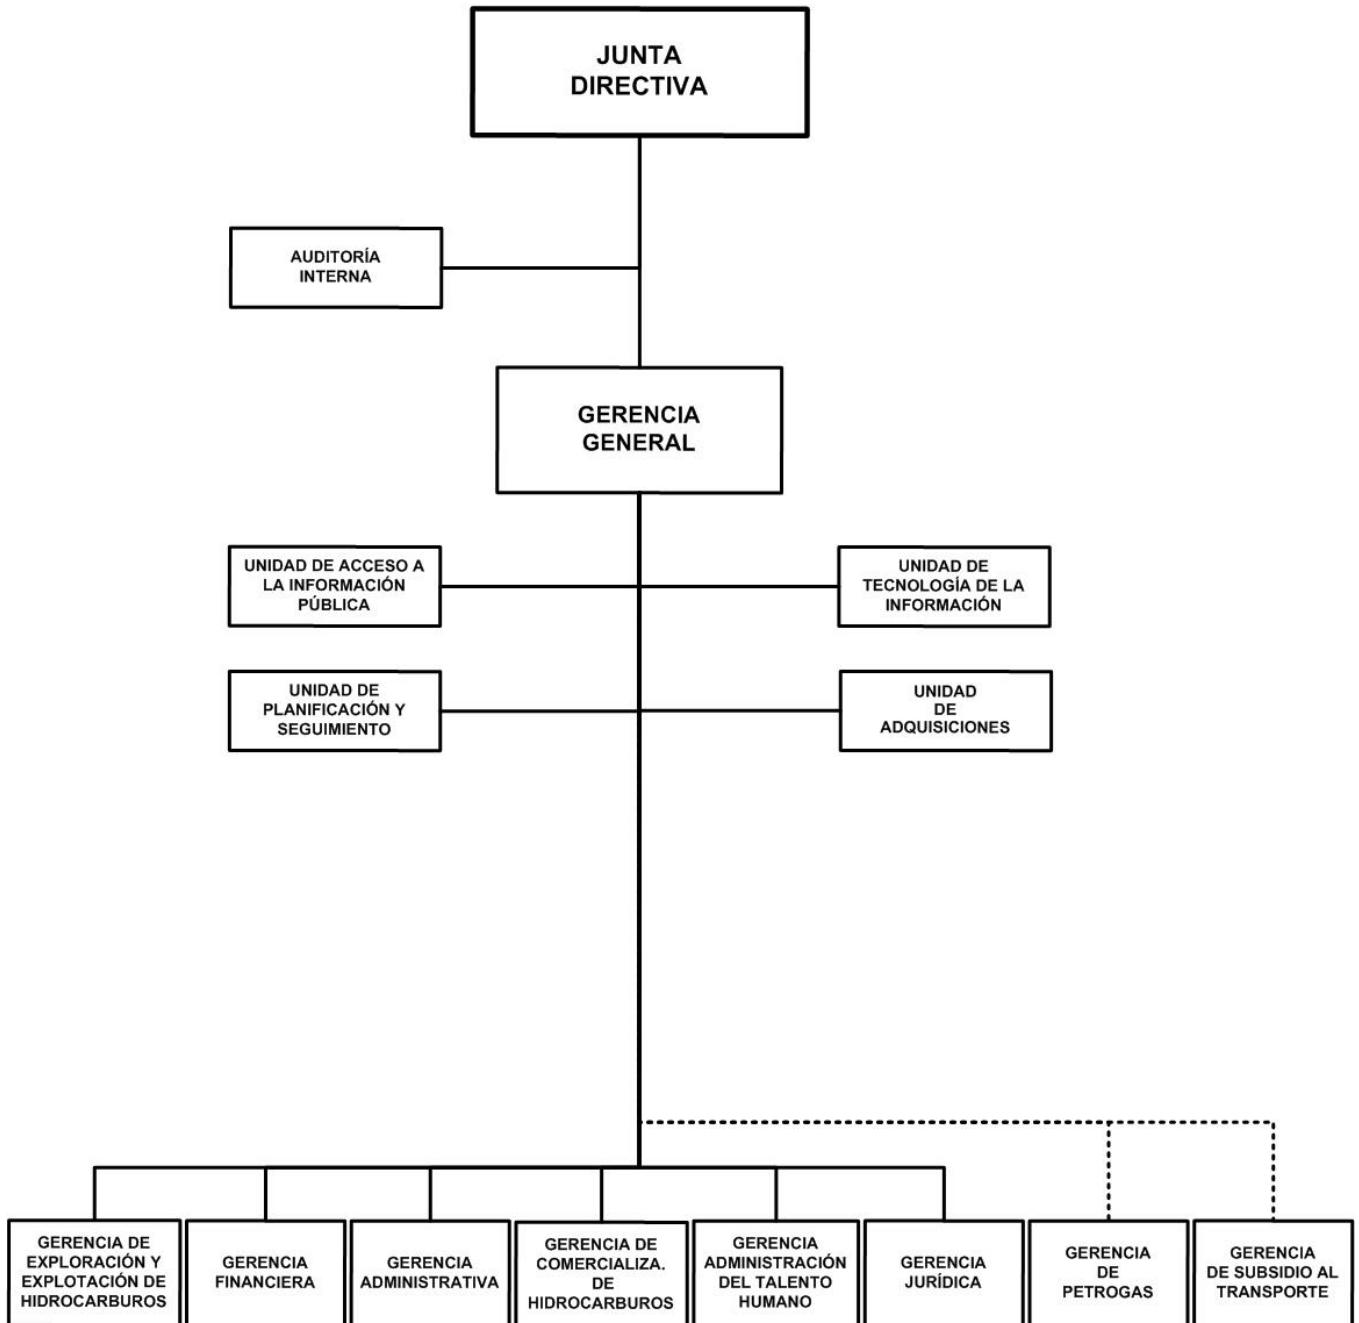 JUNTA
DIRECTIVA
AUDITORÍA
INTERNA
GERENCIA
GENERAL
UNIDAD DE ACCESO A
LA INFORMACIÓN
PÚBLICA
UNIDAD DE
TECNOLOGÍA DE LA
INFORMACIÓN
UNIDAD DE
PLANIFICACIÓN Y
SEGUIMIENTO
UNIDAD
DE
ADQUISICIONES
GERENCIA DE
EXPLORACIÓN Y
EXPLOTACIÓN DE
HIDROCARBUROS
GERENCIA
FINANCIERA
GERENCIA
ADMINISTRATIVA
GERENCIA DE
COMERCIALIZA.
DE
HIDROCARBUROS
GERENCIA
ADMINISTRACIÓN
DEL TALENTO
HUMANO
GERENCIA
JURÍDICA
GERENCIA
DE
PETROGAS
GERENCIA
DE SUBSIDIO AL
TRANSPORTE